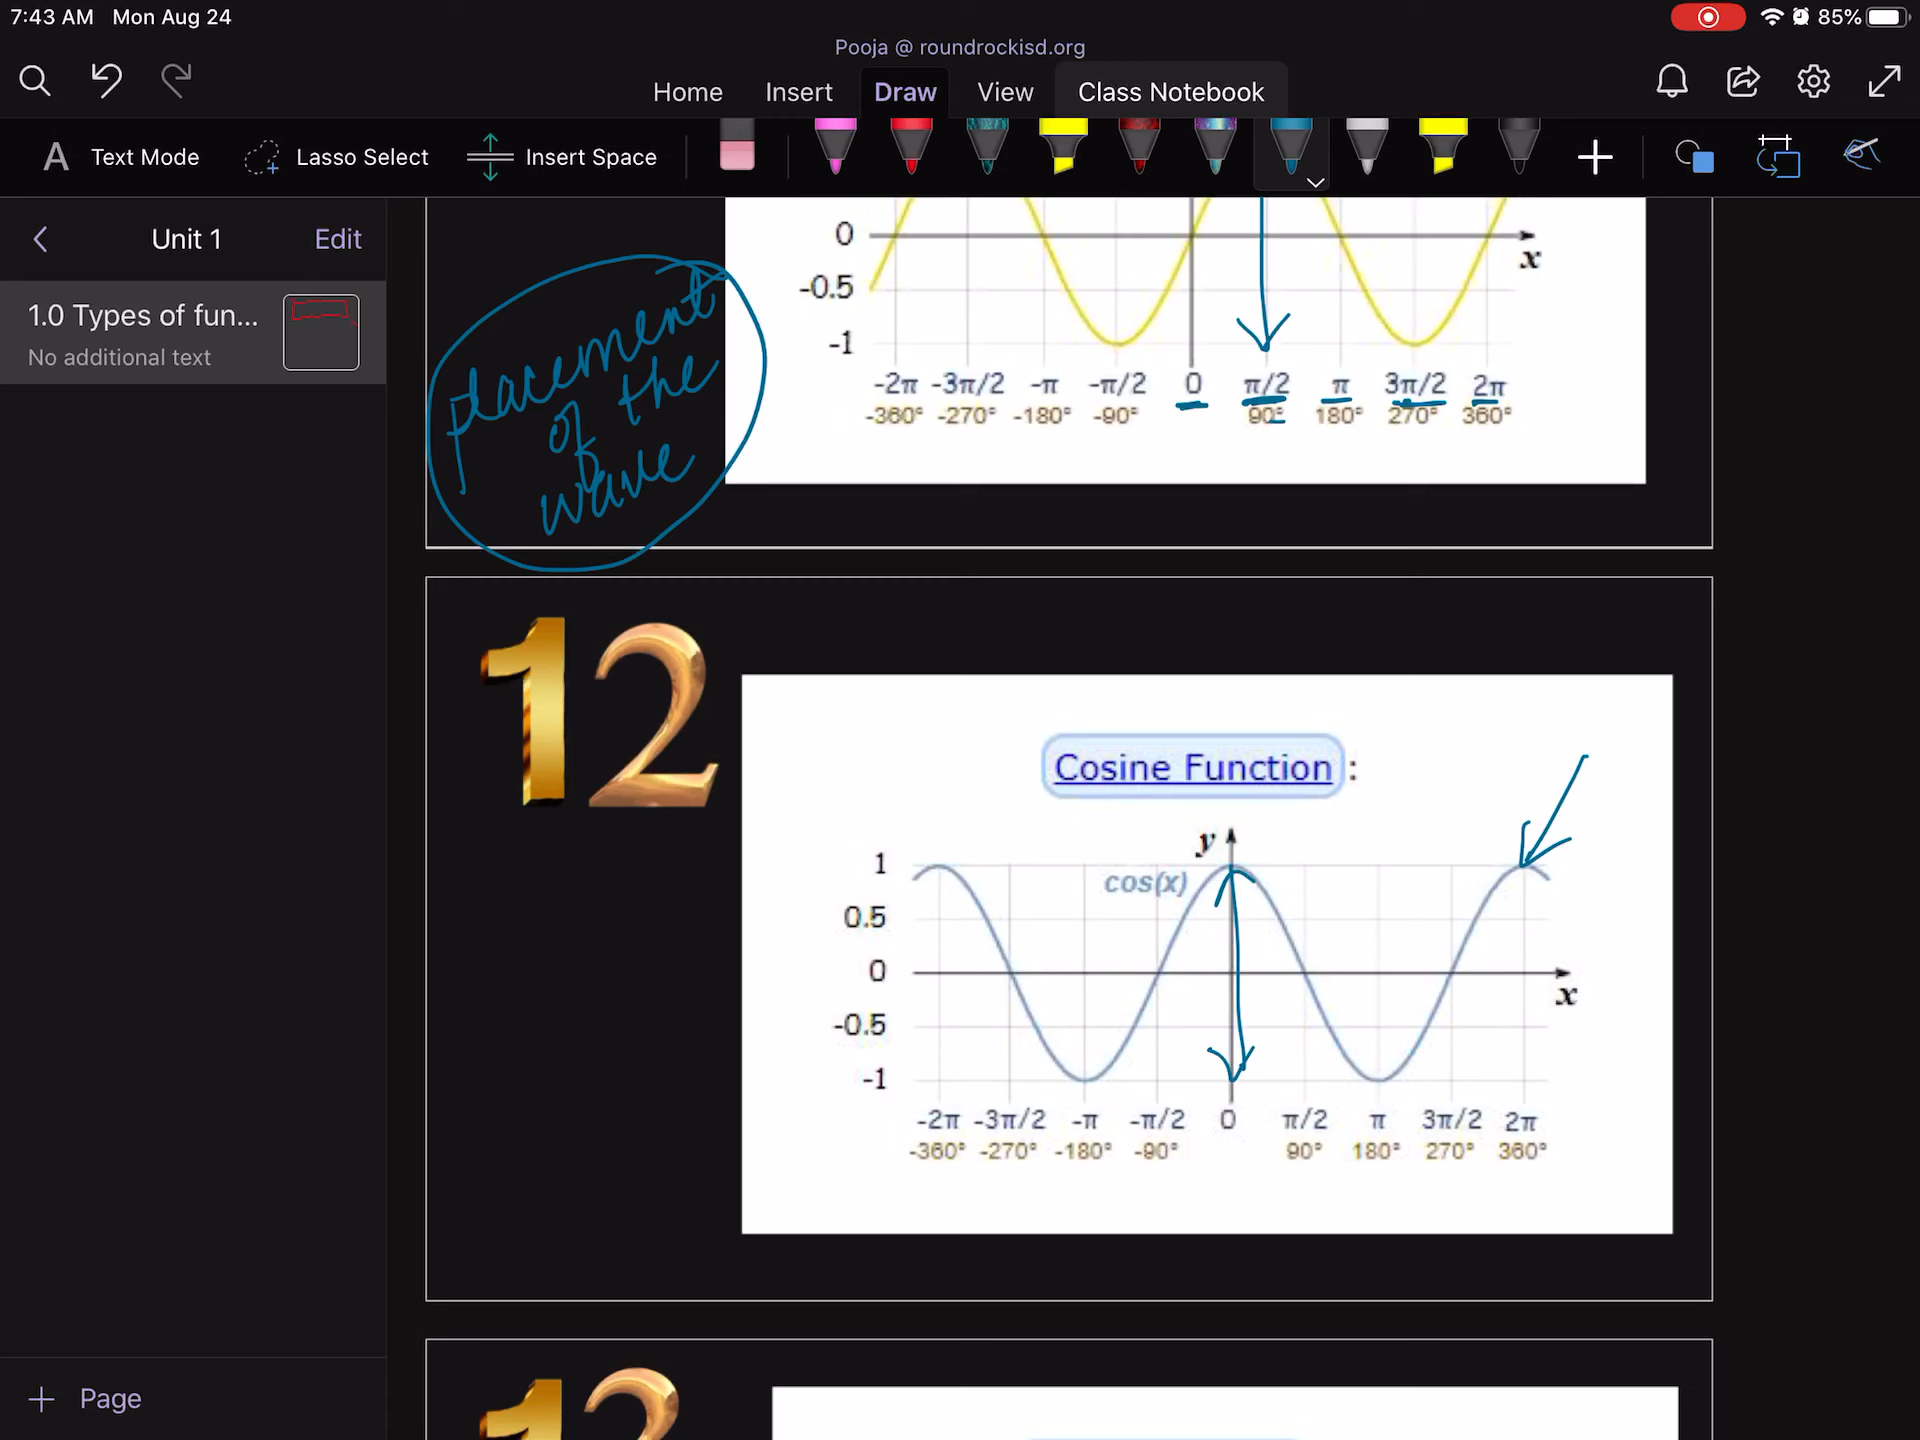 7:43 AM Mon Aug 24
85%
Pooja @ roundrockisd.org
Home Insert Draw View Class Notebook
Text Mode Lasso Select Insert Space
Unit 1 Edit
1.0 Types of fun...
No additional text
0
-0.5
-1
x
-2π -3π/2 -π -π/2 0 π/2 π 3π/2 2π
-360° -270° -180° -90° 90° 180° 270° 360°
placement
of the
wave
12
Cosine Function :
y
cos(x)
1
0.5
0
-0.5
-1
x
-2π -3π/2 -π -π/2 0 π/2 π 3π/2 2π
-360° -270° -180° -90° 90° 180° 270° 360°
Page